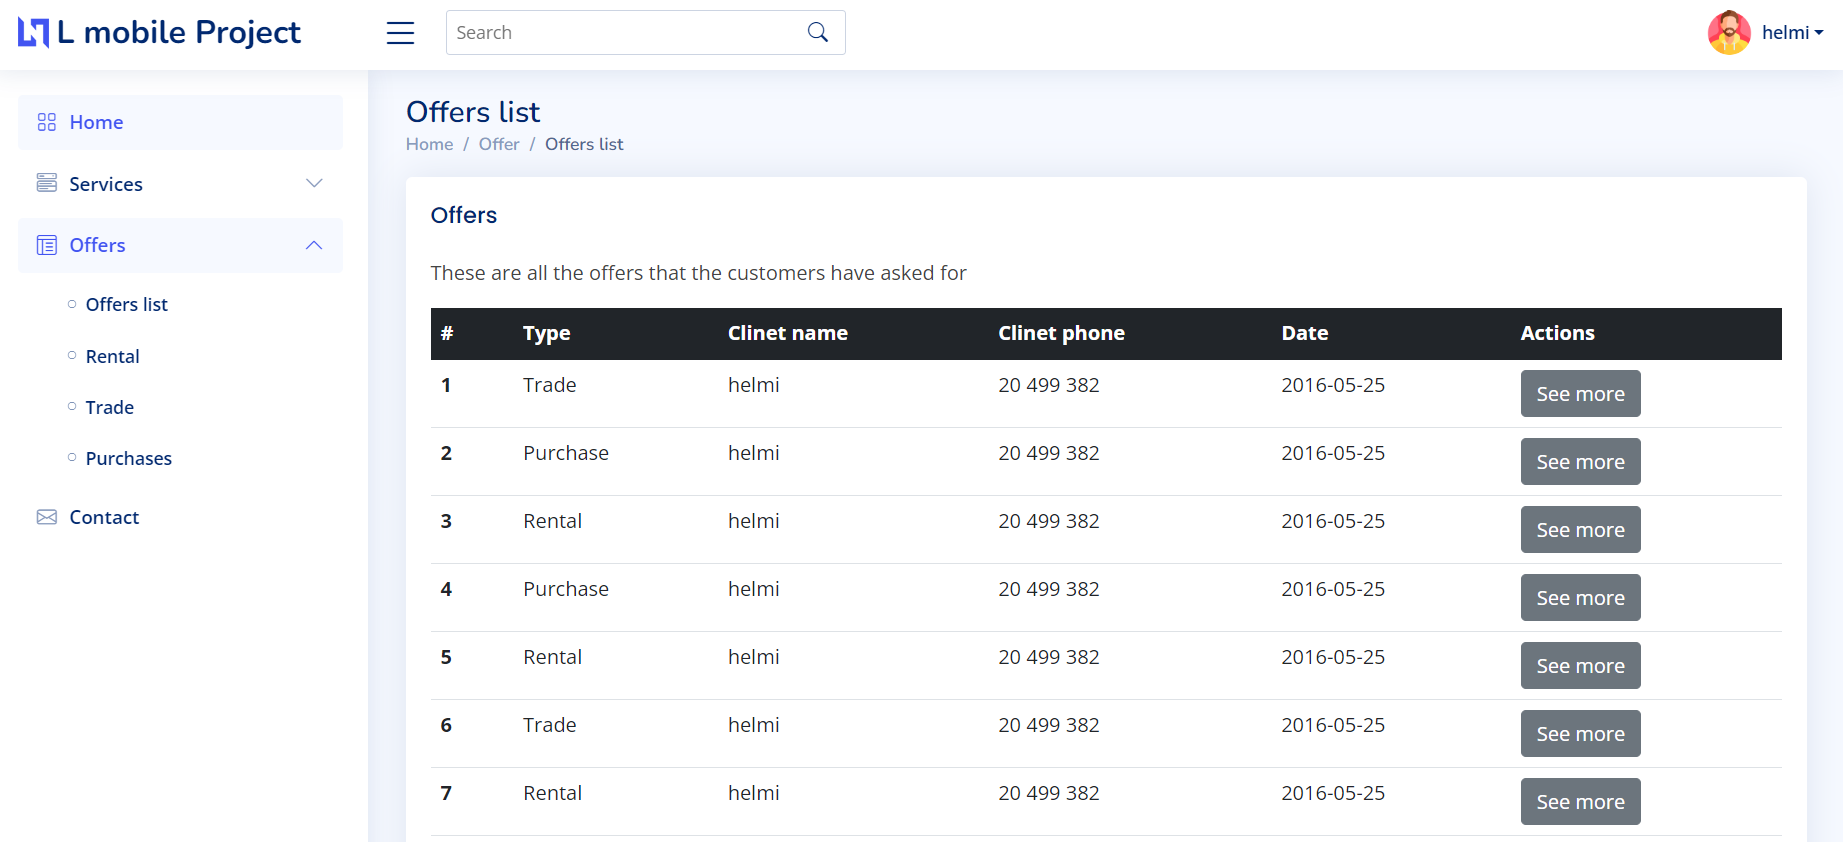 L mobile Project
Search
helmi
Home
Services
Offers
Offers list
Rental
Trade
Purchases
Contact
Offers list
Home / Offer / Offers list
Offers
These are all the offers that the customers have asked for
# Type Clinet name Clinet phone Date Actions
1 Trade helmi 20 499 382 2016-05-25 See more
2 Purchase helmi 20 499 382 2016-05-25 See more
3 Rental helmi 20 499 382 2016-05-25 See more
4 Purchase helmi 20 499 382 2016-05-25 See more
5 Rental helmi 20 499 382 2016-05-25 See more
6 Trade helmi 20 499 382 2016-05-25 See more
7 Rental helmi 20 499 382 2016-05-25 See more